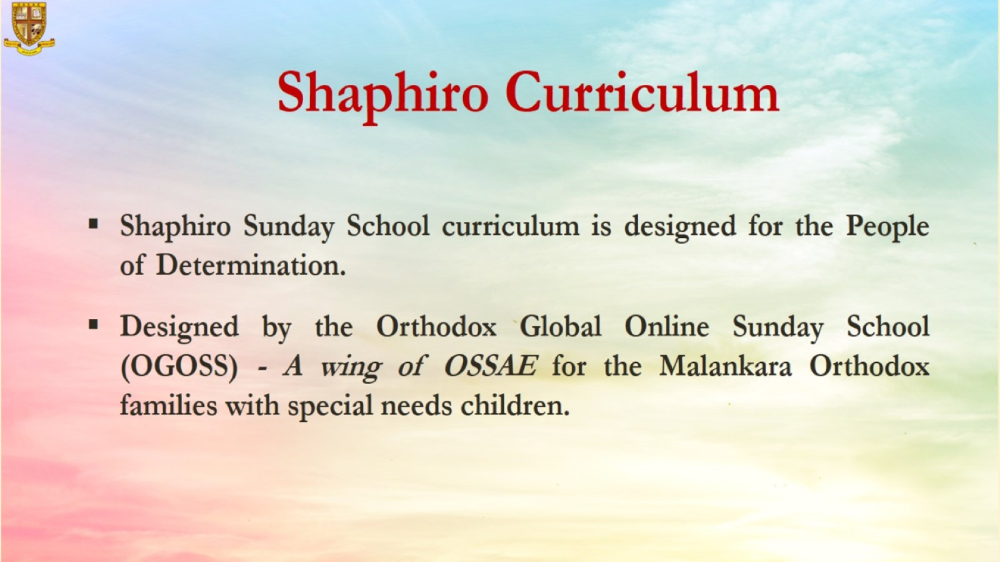 Shaphiro Curriculum
▪ Shaphiro Sunday School curriculum is designed for the People
of Determination.
▪ Designed by the Orthodox Global Online Sunday School
(OGOSS) - A wing of OSSAE for the Malankara Orthodox
families with special needs children.